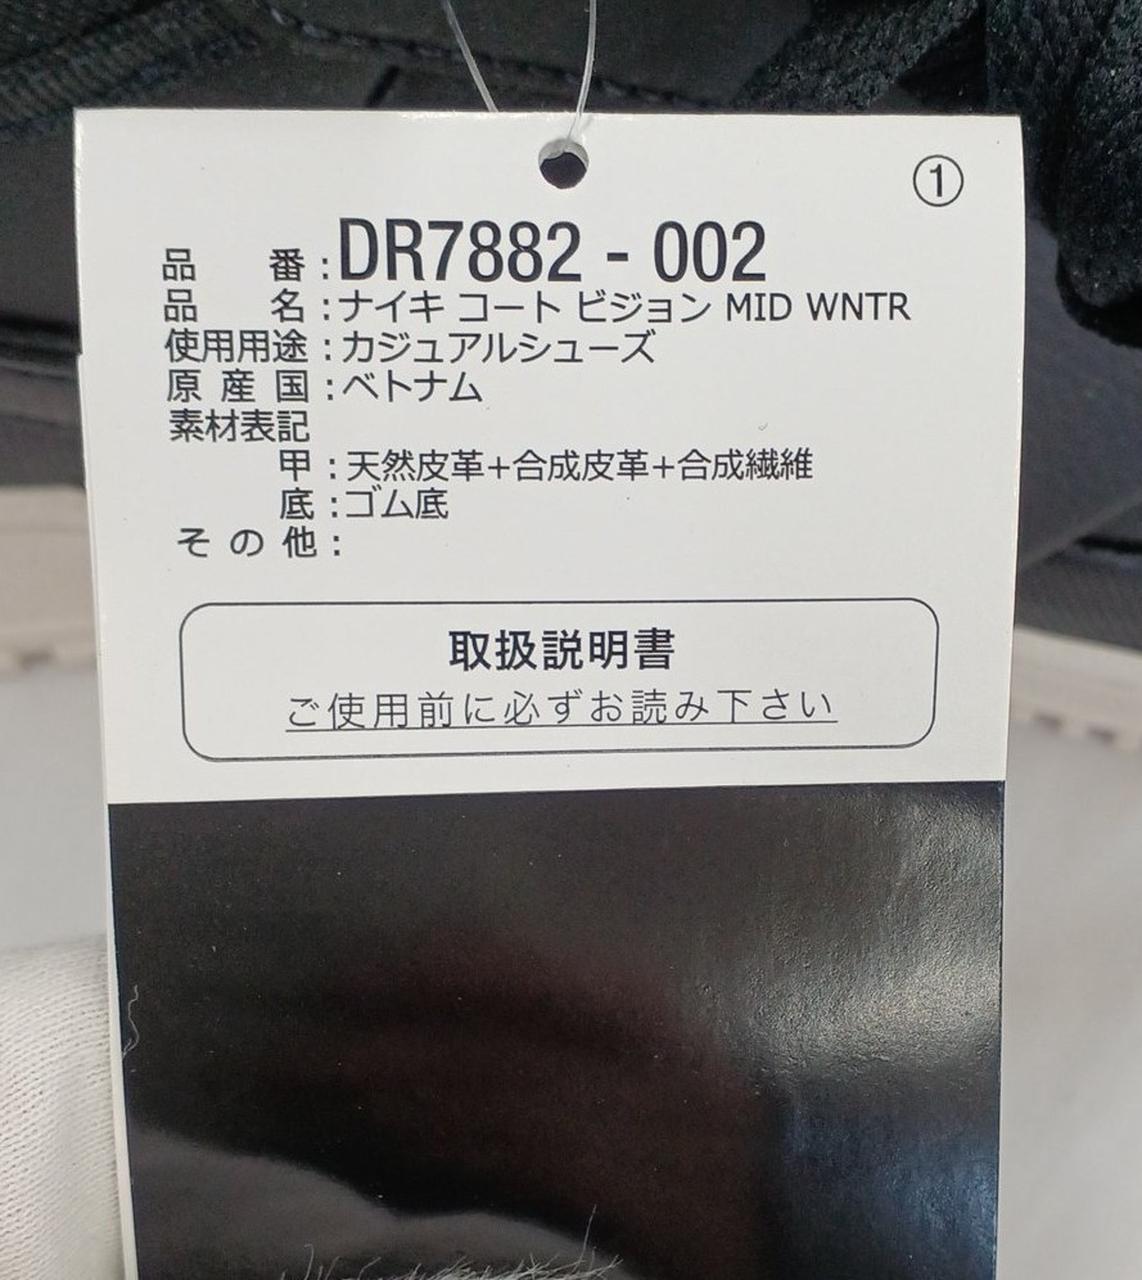 ①
品番:DR7882-002
品名:ナイキ コート ビジョン MID WNTR
使用用途:カジュアルシューズ
原産国:ベトナム
素材表記
甲:天然皮革+合成皮革+合成繊維
底:ゴム底
その他:
取扱説明書
ご使用前に必ずお読み下さい